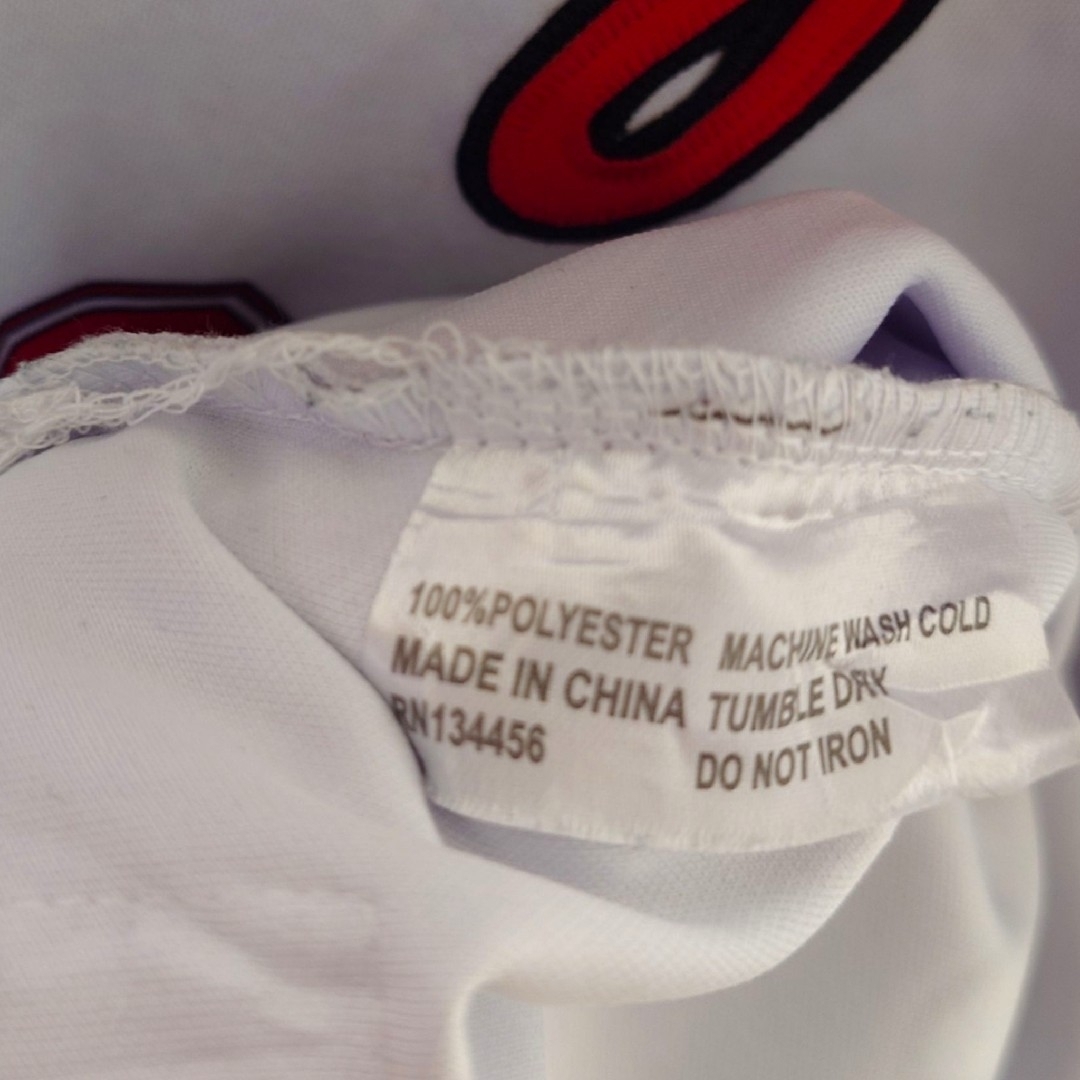 100%POLYESTER
MADE IN CHINA
RN134456
MACHINE WASH COLD
TUMBLE DRY
DO NOT IRON